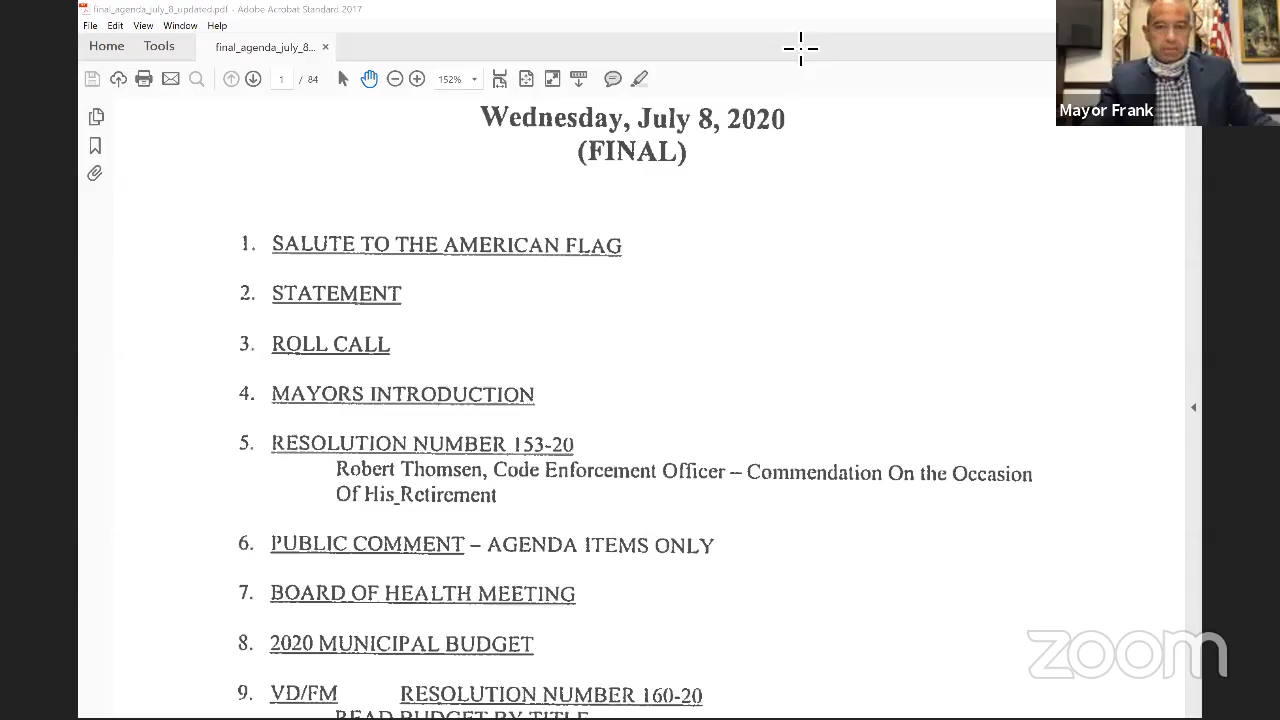 final_agenda_july_8_updated.pdf - Adobe Acrobat Standard 2017
File Edit View Window Help
Home Tools final_agenda_july_8... ×
1 / 84 152%
Mayor Frank
Wednesday, July 8, 2020
(FINAL)
1. SALUTE TO THE AMERICAN FLAG
2. STATEMENT
3. ROLL CALL
4. MAYORS INTRODUCTION
5. RESOLUTION NUMBER 153-20
Robert Thomsen, Code Enforcement Officer – Commendation On the Occasion
Of His Retirement
6. PUBLIC COMMENT – AGENDA ITEMS ONLY
7. BOARD OF HEALTH MEETING
8. 2020 MUNICIPAL BUDGET
9. VD/FM RESOLUTION NUMBER 160-20
READ BUDGET BY TITLE
zoom